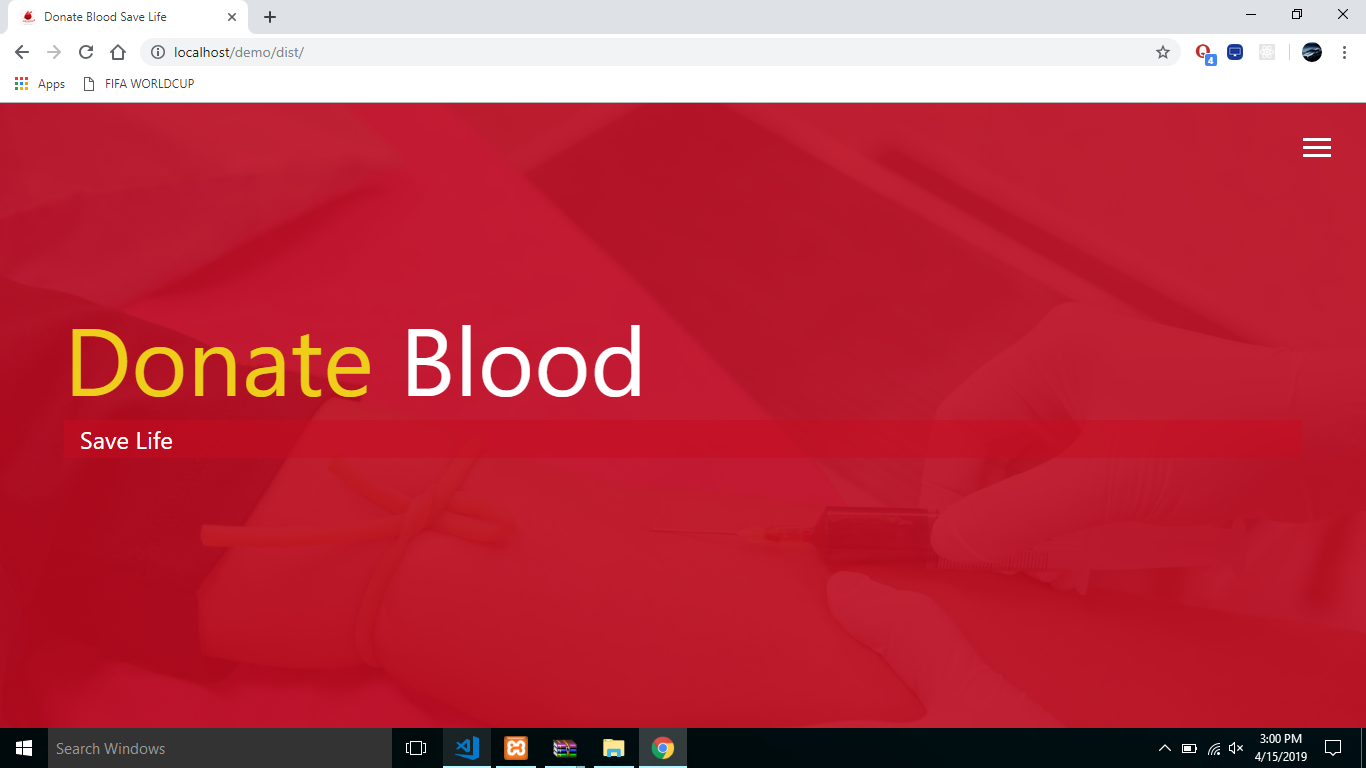 Donate Blood Save Life
localhost/demo/dist/
4
Apps
FIFA WORLDCUP
Donate Blood
Save Life
Search Windows
3:00 PM
4/15/2019